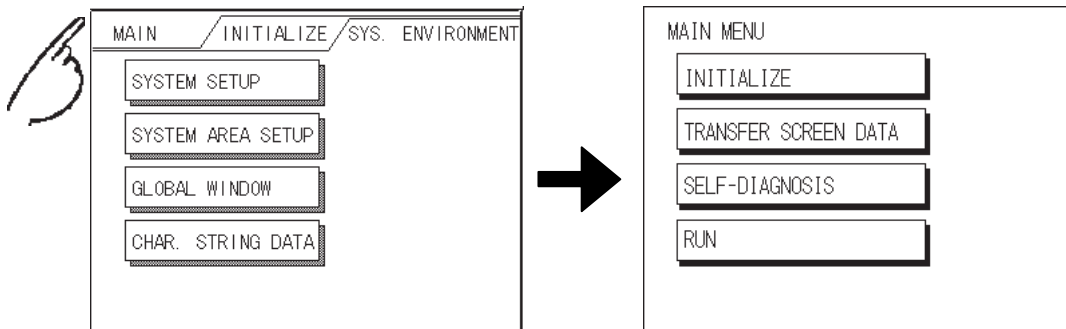 MAIN INITIALIZE SYS. ENVIRONMENT
SYSTEM SETUP
SYSTEM AREA SETUP
GLOBAL WINDOW
CHAR. STRING DATA
MAIN MENU
INITIALIZE
TRANSFER SCREEN DATA
SELF-DIAGNOSIS
RUN